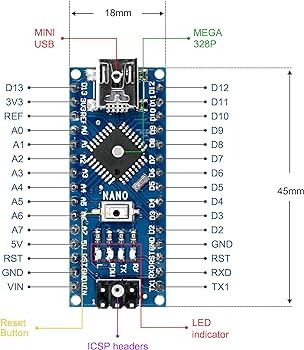 18mm
MINI
USB
MEGA
328P
D13
3V3
REF
A0
A1
A2
A3
A4
A5
A6
A7
5V
RST
GND
VIN
D12
D11
D10
D9
D8
D7
D6
D5
D4
D3
D2
GND
RST
RXD
TX1
45mm
NANO
Reset
Button
ICSP headers
LED
indicator